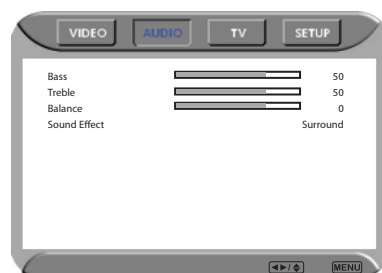 VIDEO AUDIO TV SETUP
Bass 50
Treble 50
Balance 0
Sound Effect Surround
◄►/♦ MENU